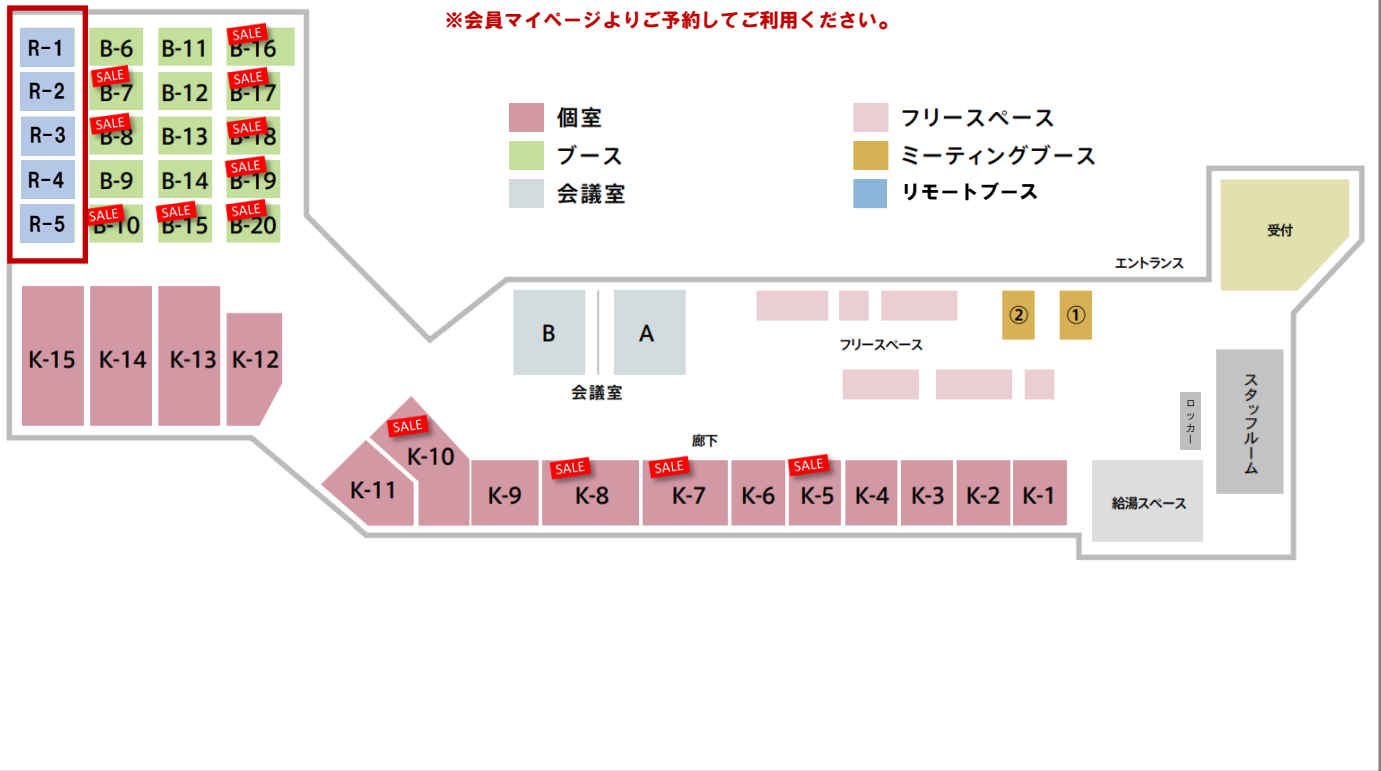 ※会員マイページよりご予約してご利用ください。
R-1 B-6 B-11 SALE B-16
R-2 SALE B-7 B-12 SALE B-17
R-3 SALE B-8 B-13 SALE B-18
R-4 B-9 B-14 SALE B-19
R-5 SALE B-10 SALE B-15 SALE B-20
個室
ブース
会議室
フリースペース
ミーティングブース
リモートブース
受付
エントランス
K-15 K-14 K-13 K-12
B A
会議室
② ①
フリースペース
ロッカー
スタッフルーム
廊下
K-11
SALE K-10
K-9
SALE K-8
SALE K-7
K-6
SALE K-5
K-4
K-3
K-2
K-1
給湯スペース